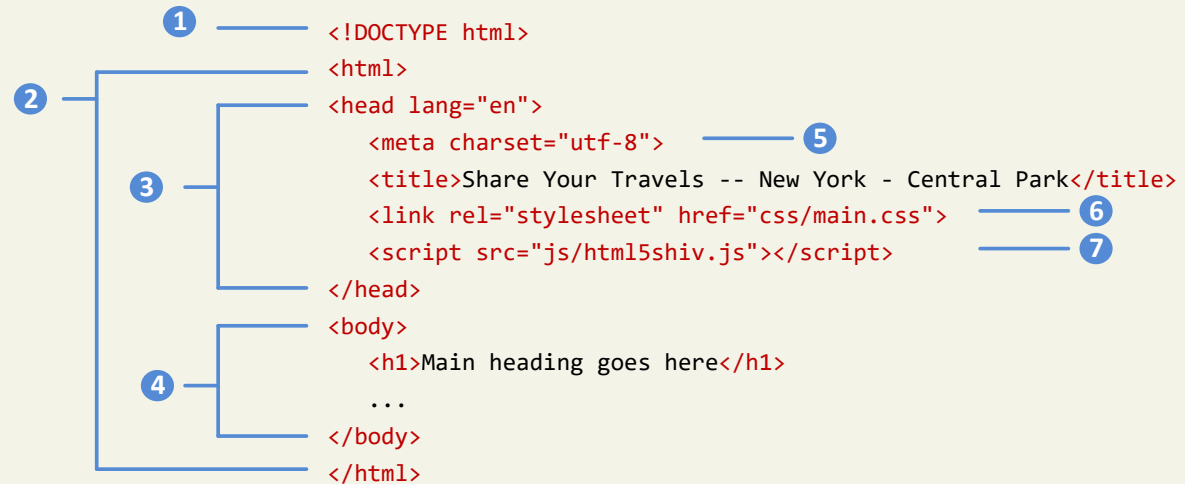 1 <!DOCTYPE html>
<html>
2 <head lang="en">
<meta charset="utf-8"> 5
3 <title>Share Your Travels -- New York - Central Park</title>
<link rel="stylesheet" href="css/main.css"> 6
<script src="js/html5shiv.js"></script> 7
</head>
<body>
<h1>Main heading goes here</h1>
4 ...
</body>
</html>